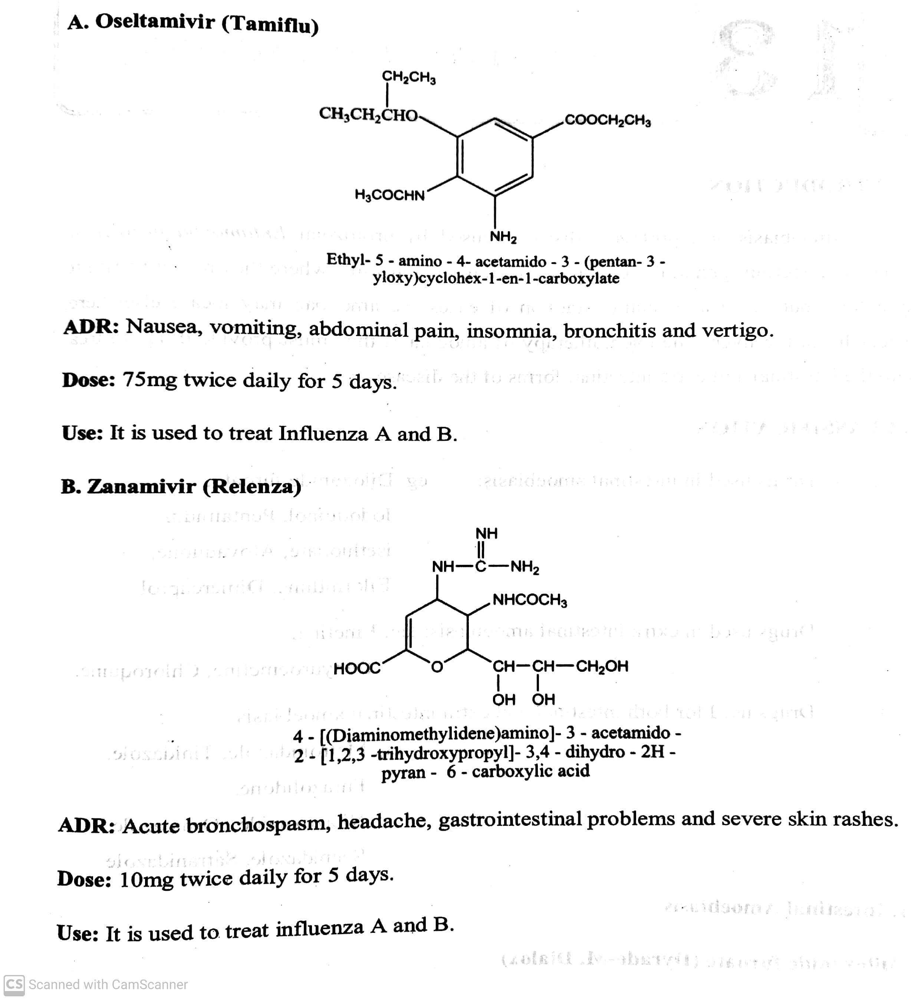 A. Oseltamivir (Tamiflu)
CH₂CH₃
CH₃CH₂CHO
COOCH₂CH₃
H₃COCHN
NH₂
Ethyl- 5 - amino - 4- acetamido - 3 - (pentan- 3 -
yloxy)cyclohex-1-en-1-carboxylate
ADR: Nausea, vomiting, abdominal pain, insomnia, bronchitis and vertigo.
Dose: 75mg twice daily for 5 days.
Use: It is used to treat Influenza A and B.
B. Zanamivir (Relenza)
NH
NH—C—NH₂
NHCOCH₃
HOOC
O
CH—CH—CH₂OH
OH OH
4 - [(Diaminomethylidene)amino]- 3 - acetamido -
2 - [1,2,3 -trihydroxypropyl]- 3,4 - dihydro - 2H -
pyran - 6 - carboxylic acid
ADR: Acute bronchospasm, headache, gastrointestinal problems and severe skin rashes.
Dose: 10mg twice daily for 5 days.
Use: It is used to treat influenza A and B.
CS Scanned with CamScanner